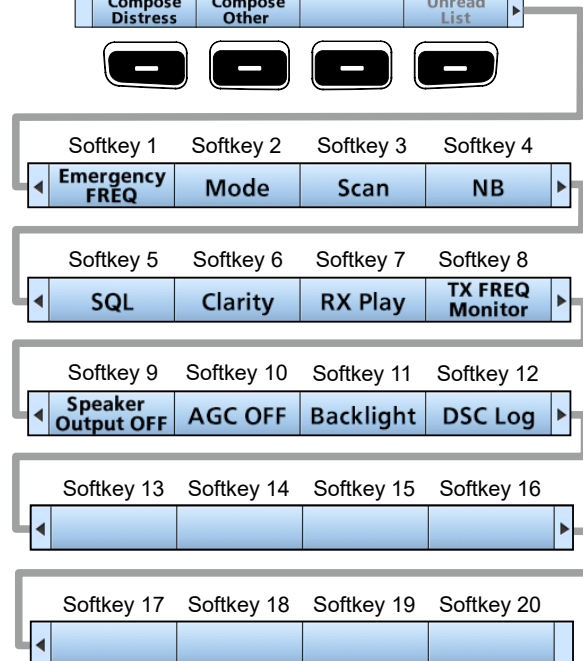 Compose Compose Unread
Distress Other List
Softkey 1 Softkey 2 Softkey 3 Softkey 4
Emergency
FREQ Mode Scan NB
Softkey 5 Softkey 6 Softkey 7 Softkey 8
SQL Clarity RX Play TX FREQ
Monitor
Softkey 9 Softkey 10 Softkey 11 Softkey 12
Speaker
Output OFF AGC OFF Backlight DSC Log
Softkey 13 Softkey 14 Softkey 15 Softkey 16
Softkey 17 Softkey 18 Softkey 19 Softkey 20